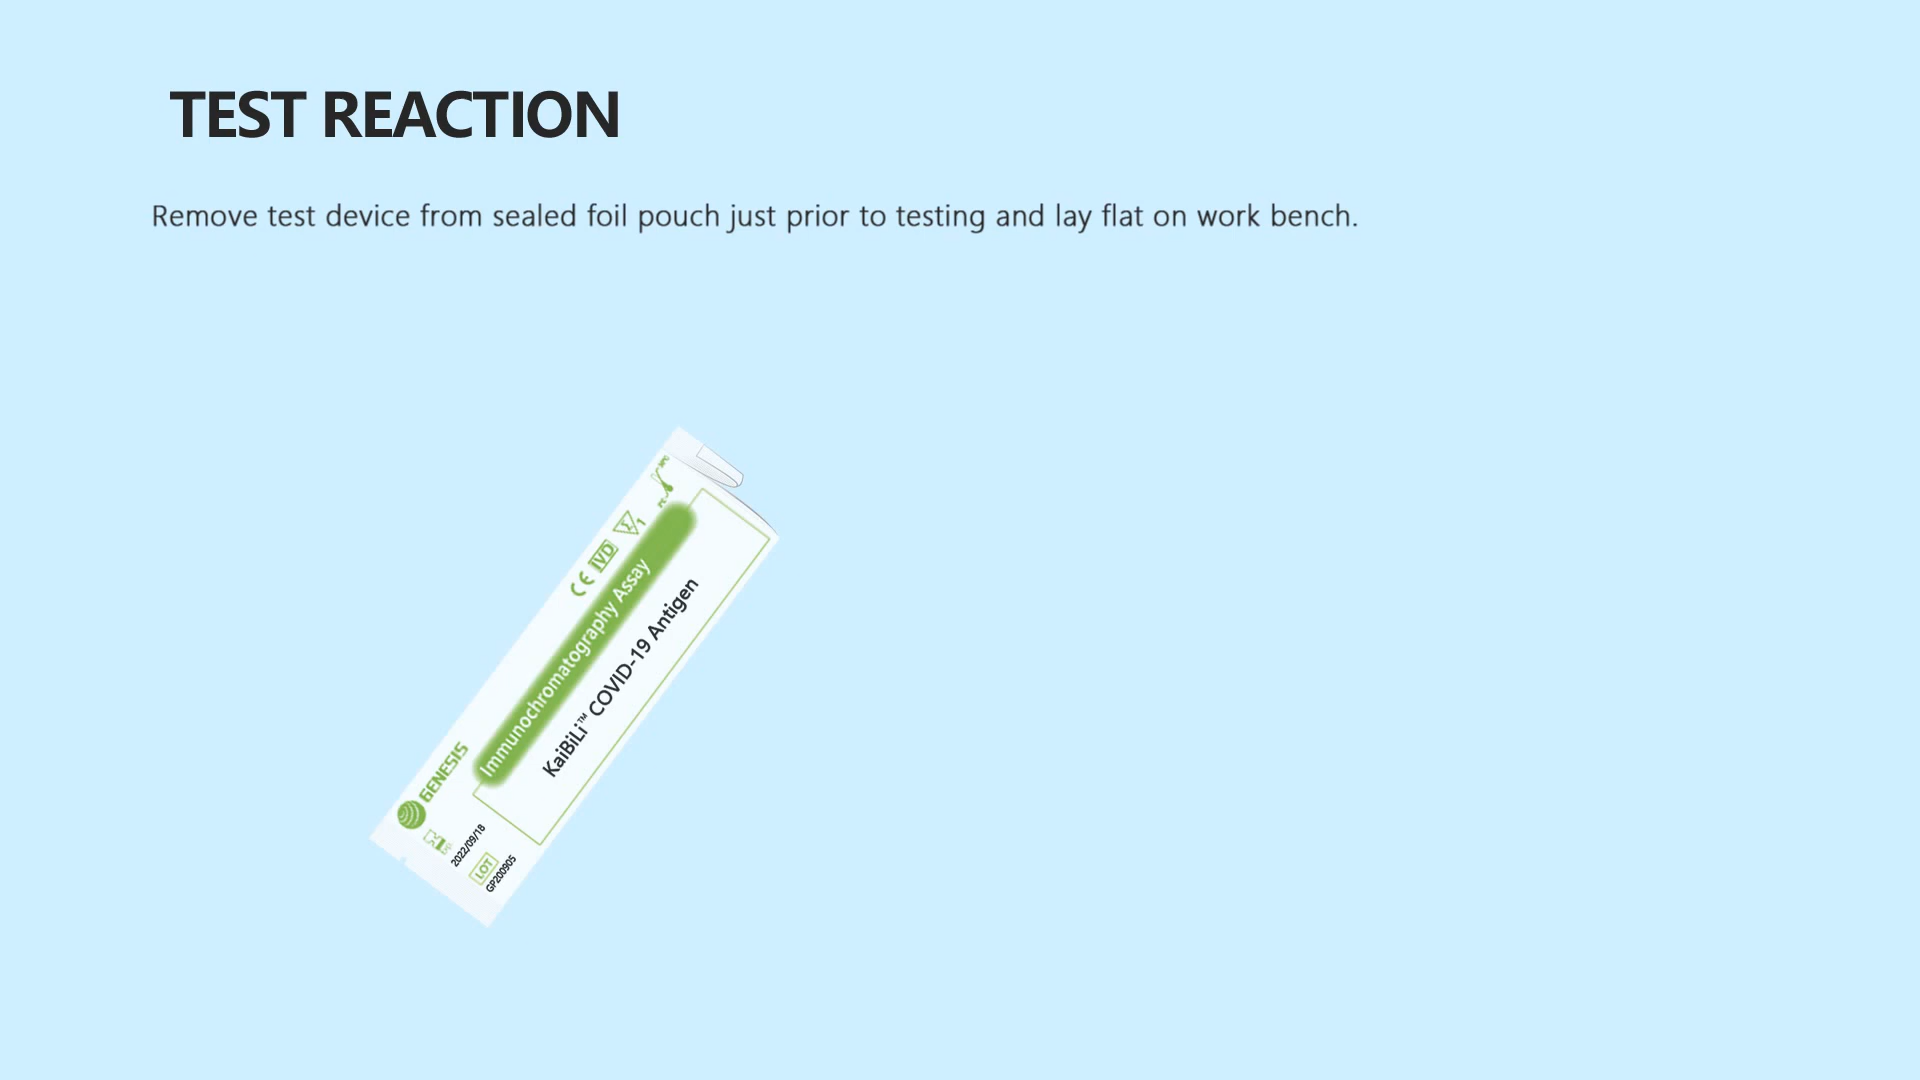 TEST REACTION
Remove test device from sealed foil pouch just prior to testing and lay flat on work bench.
CE IVD
1
Immunochromatography Assay
KaiBiLi™ COVID-19 Antigen
GENESIS
2022/09/18
LOT
GP200905